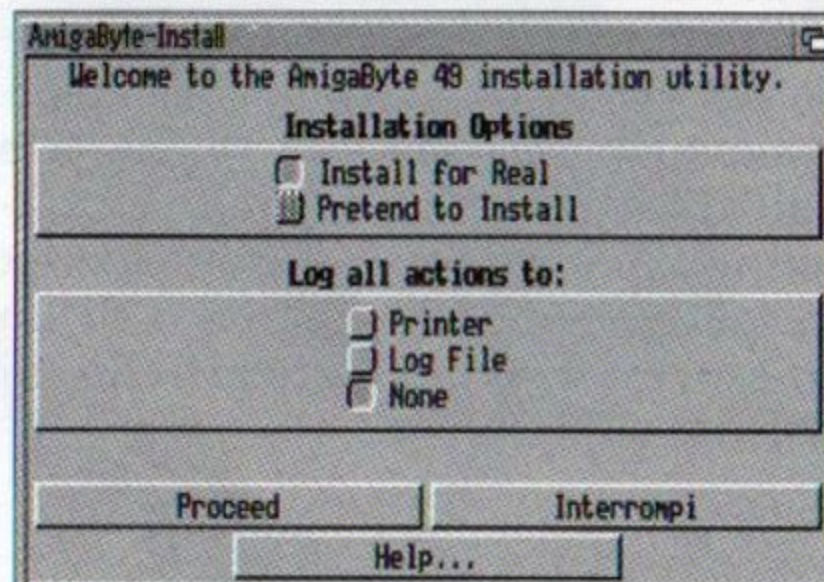 AmigaByte-Install
Welcome to the AmigaByte 49 installation utility.
Installation Options
Install for Real
Pretend to Install
Log all actions to:
Printer
Log File
None
Proceed
Interrompi
Help...